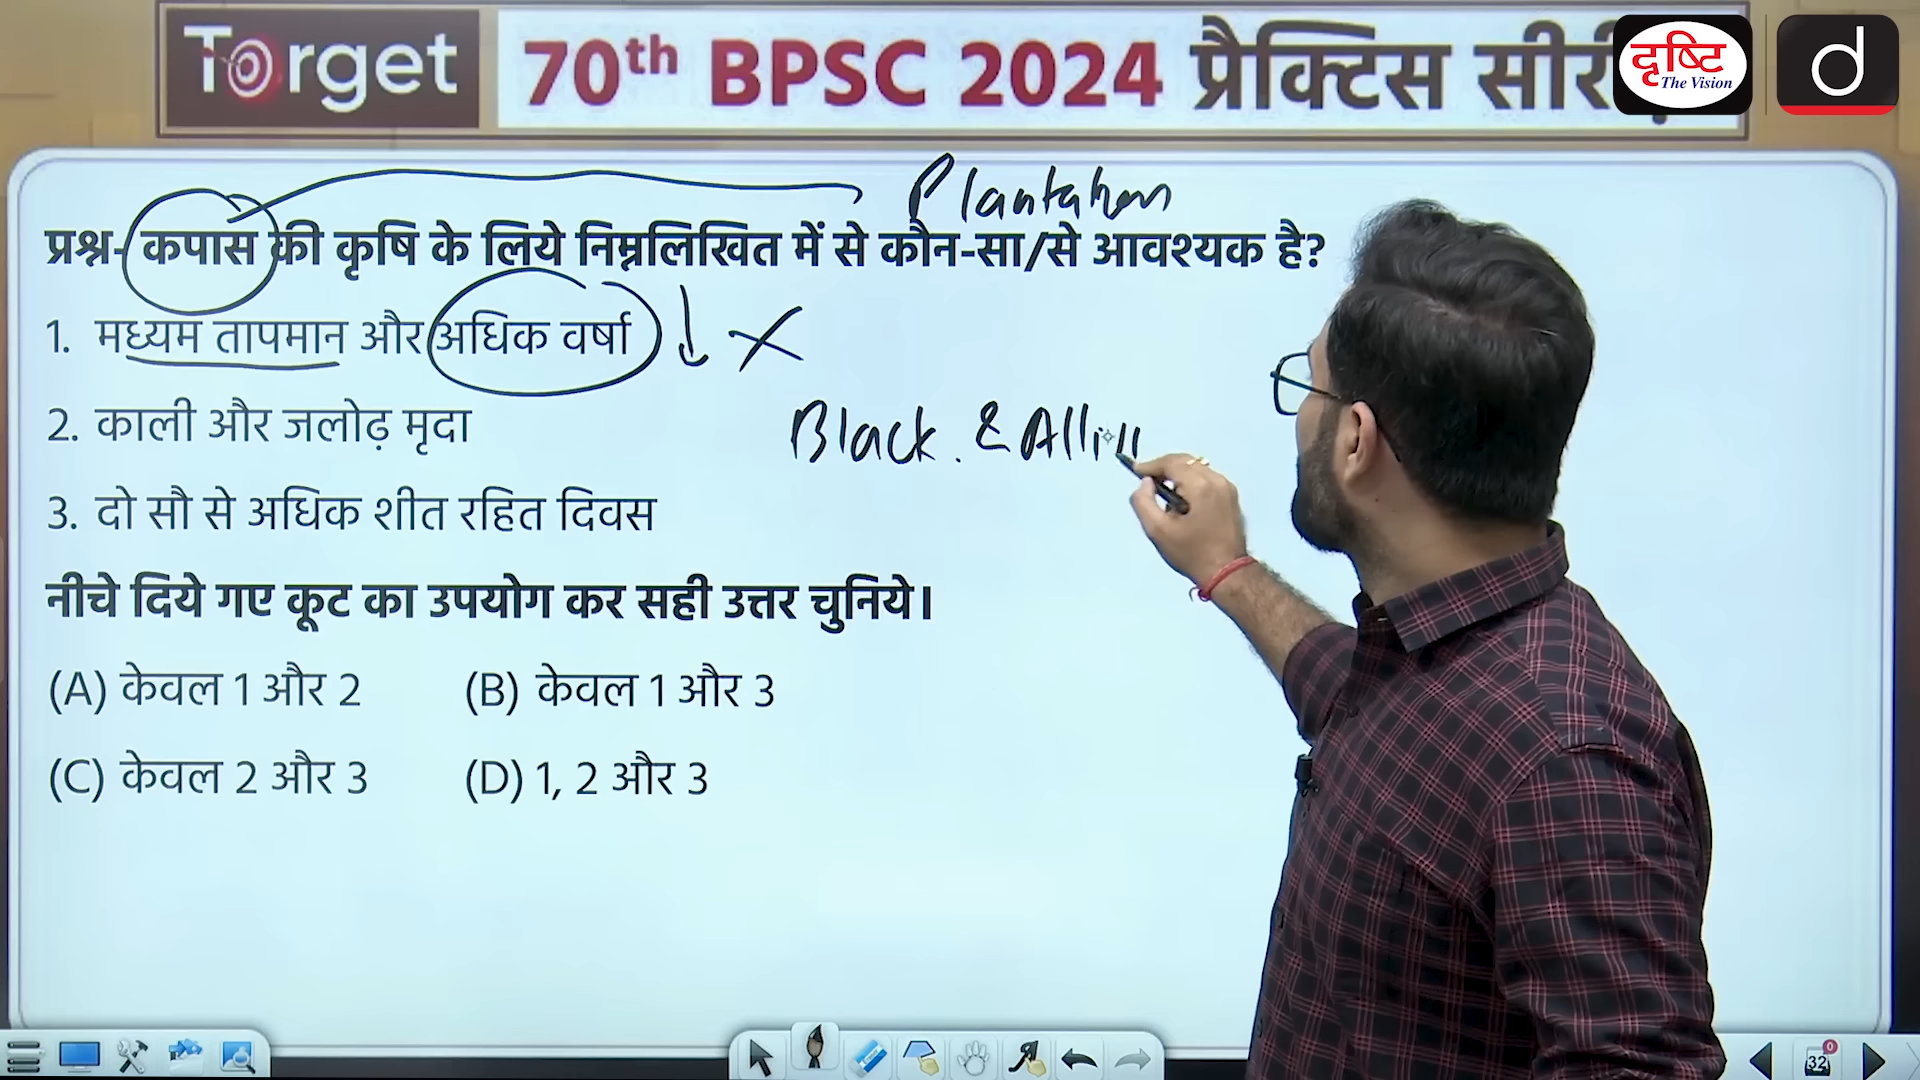 Target
70th BPSC 2024 प्रैक्टिस सीरी
दृष्टि
The Vision
d
Plantation
प्रश्न- कपास की कृषि के लिये निम्नलिखित में से कौन-सा/से आवश्यक है?
1. मध्यम तापमान और अधिक वर्षा
Black. & Alluv
2. काली और जलोढ़ मृदा
3. दो सौ से अधिक शीत रहित दिवस
नीचे दिये गए कूट का उपयोग कर सही उत्तर चुनिये।
(A) केवल 1 और 2 (B) केवल 1 और 3
(C) केवल 2 और 3 (D) 1, 2 और 3
32
0